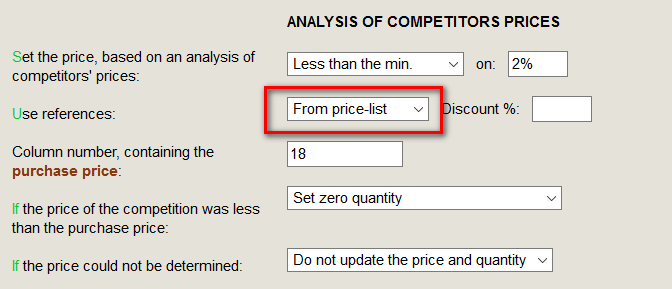 ANALYSIS OF COMPETITORS PRICES
Set the price, based on an analysis of
competitors' prices:
Less than the min. on: 2%
Use references: From price-list Discount %:
Column number, containing the
purchase price:
18
If the price of the competition was less
than the purchase price:
Set zero quantity
If the price could not be determined: Do not update the price and quantity